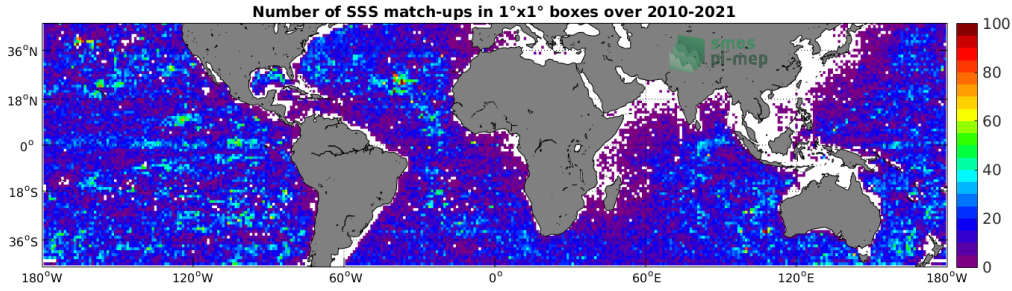 Number of SSS match-ups in 1°x1° boxes over 2010-2021
100
36°N
smos
pi-mep
80
18°N
60
0°
40
18°S
20
36°S
0
180°W 120°W 60°W 0° 60°E 120°E 180°W